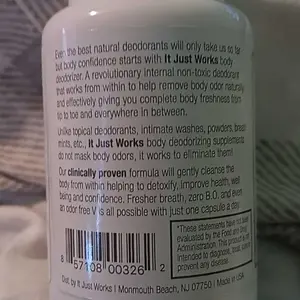 Even the best natural deodorants will only take us so far
but body confidence starts with It Just Works body
deodorizer. A revolutionary internal non-toxic deodorant
that works from within to help remove body odor naturally
and effectively giving you complete body freshness from
tip to toe and everywhere in between.
Unlike topical deodorants, intimate washes, powders, breath
mints, etc., It Just Works body deodorizing supplements
do not mask body odors, it works to eliminate them!
Our clinically proven formula will gently cleanse the
body from within helping to detoxify, improve health, well
being and confidence. Fresher breath, zero B.O. and even
an odor free V is all possible with just one capsule a day.
*These statements have not been
evaluated by the Food and Drug
Administration. This product is not
intended to diagnose, treat, cure or
prevent any disease.
8 57108 00326 2
Dist. by It Just Works | Monmouth Beach, NJ 07750 | Made in USA